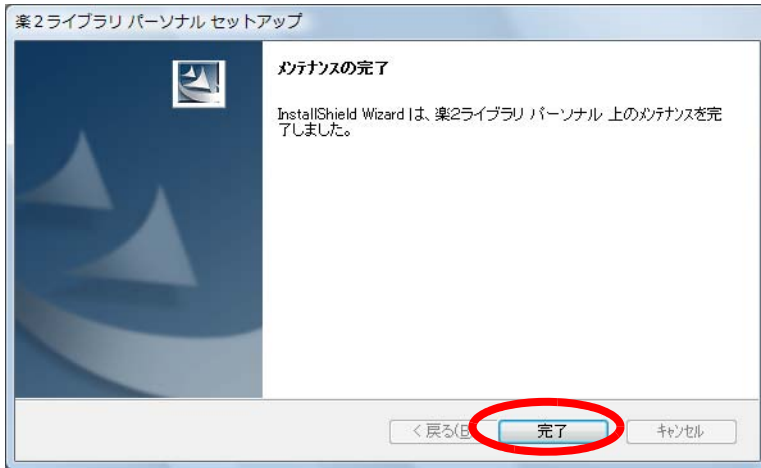 楽２ライブラリ パーソナル セットアップ
ﾒﾝﾃﾅﾝｽの完了
InstallShield Wizard は、楽2ライブラリ パーソナル 上のﾒﾝﾃﾅﾝｽを完
了しました。
< 戻る(B 完了 ｷｬﾝｾﾙ